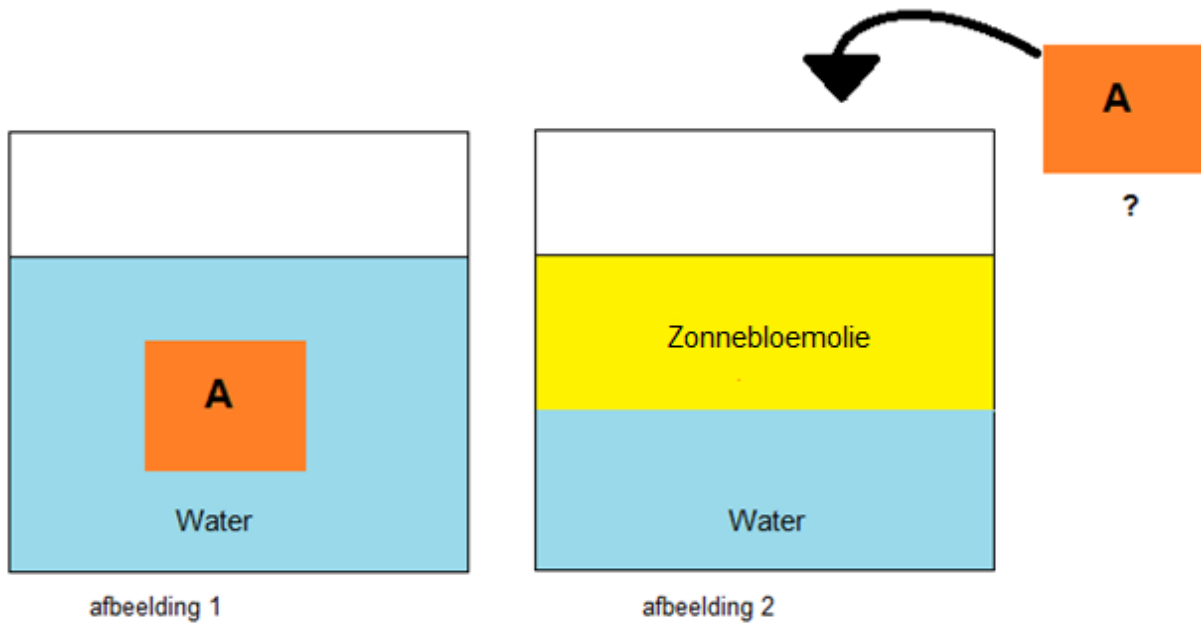 A
?
A
Water
Zonnebloemolie
Water
afbeelding 1
afbeelding 2